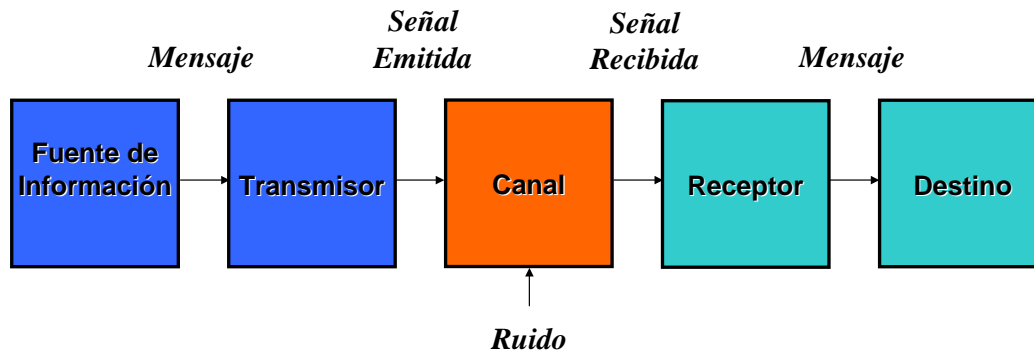 Mensaje
Señal
Emitida
Señal
Recibida
Mensaje
Fuente de
Información
Transmisor
Canal
Receptor
Destino
Ruido